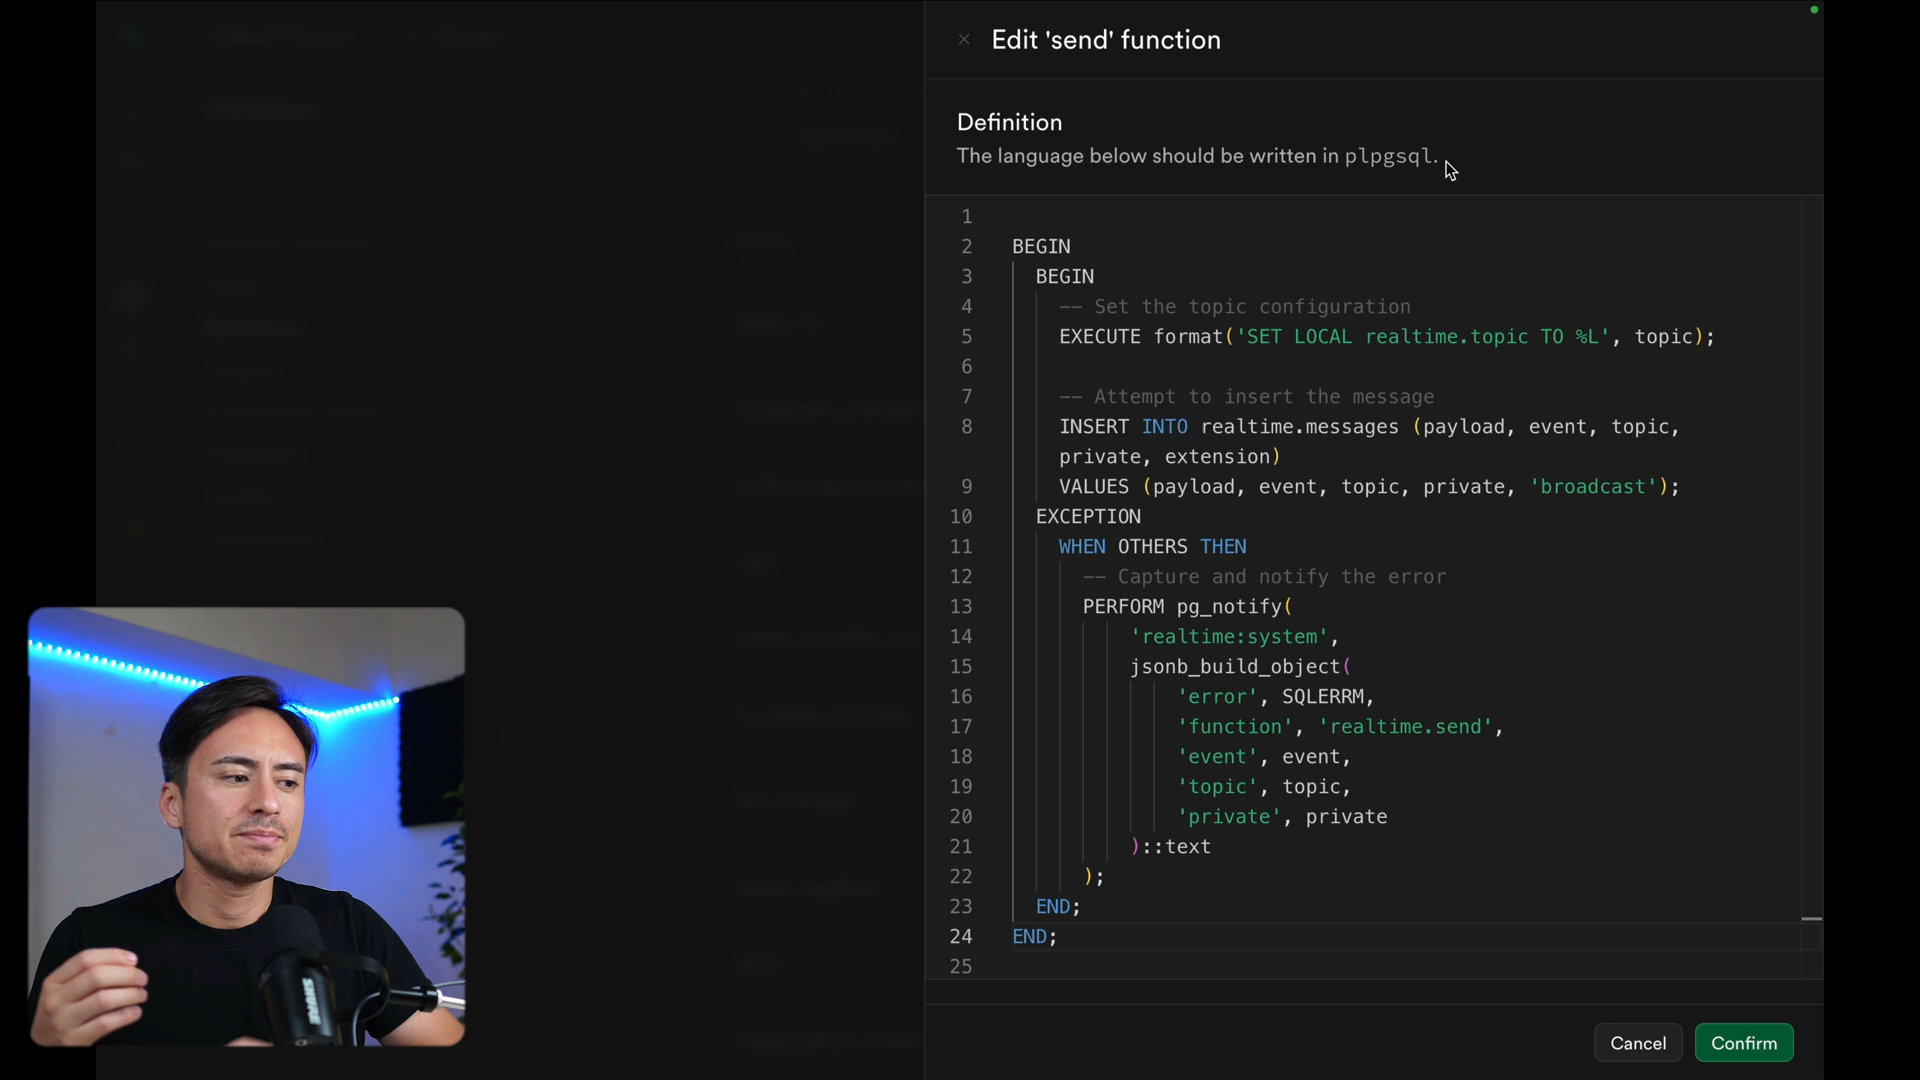 Edit 'send' function
Definition
The language below should be written in plpgsql.
1
2 BEGIN
3 BEGIN
4 -- Set the topic configuration
5 EXECUTE format('SET LOCAL realtime.topic TO %L', topic);
6
7 -- Attempt to insert the message
8 INSERT INTO realtime.messages (payload, event, topic,
private, extension)
9 VALUES (payload, event, topic, private, 'broadcast');
10 EXCEPTION
11 WHEN OTHERS THEN
12 -- Capture and notify the error
13 PERFORM pg_notify(
14 'realtime:system',
15 jsonb_build_object(
16 'error', SQLERRM,
17 'function', 'realtime.send',
18 'event', event,
19 'topic', topic,
20 'private', private
21 )::text
22 );
23 END;
24 END;
25
Cancel
Confirm
SHURE